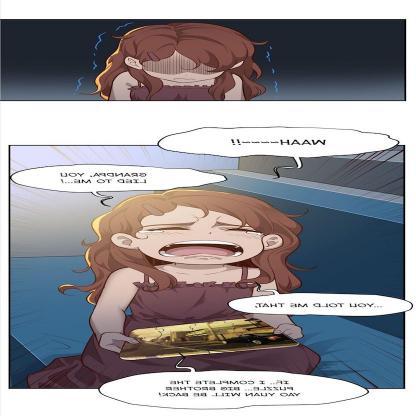 WAAH-----!!
GRANDPA, YOU
LIED TO ME...!
...YOU TOLD ME THAT,
IF.. I COMPLETE THE
PUZZLE... BIG BROTHER
YAO YUAN WILL BE BACK!